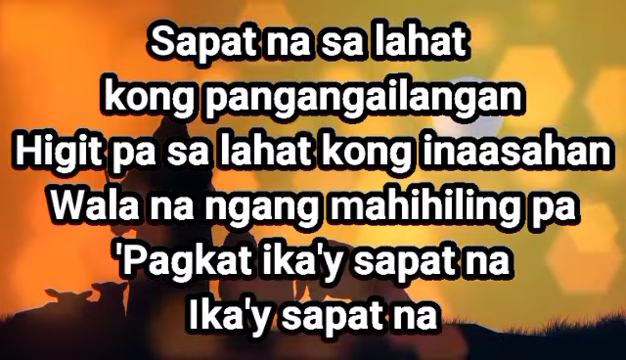 Sapat na sa lahat
kong pangangailangan
Higit pa sa lahat kong inaasahan
Wala na ngang mahihiling pa
'Pagkat ika'y sapat na
Ika'y sapat na